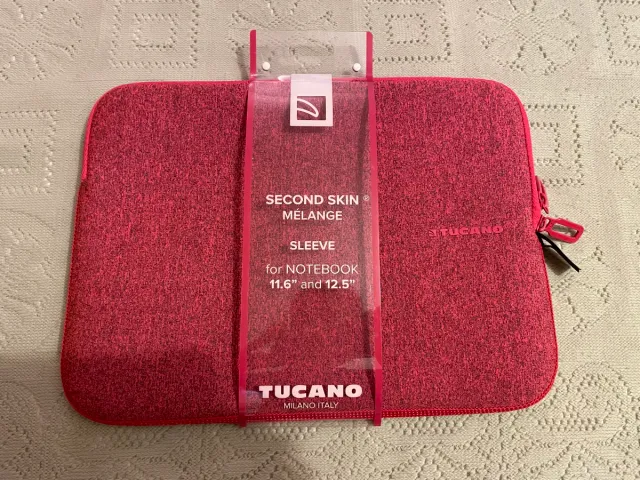 SECOND SKIN ®
MÉLANGE
SLEEVE
for NOTEBOOK
11.6” and 12.5”
TUCANO
MILANO ITALY
TUCANO